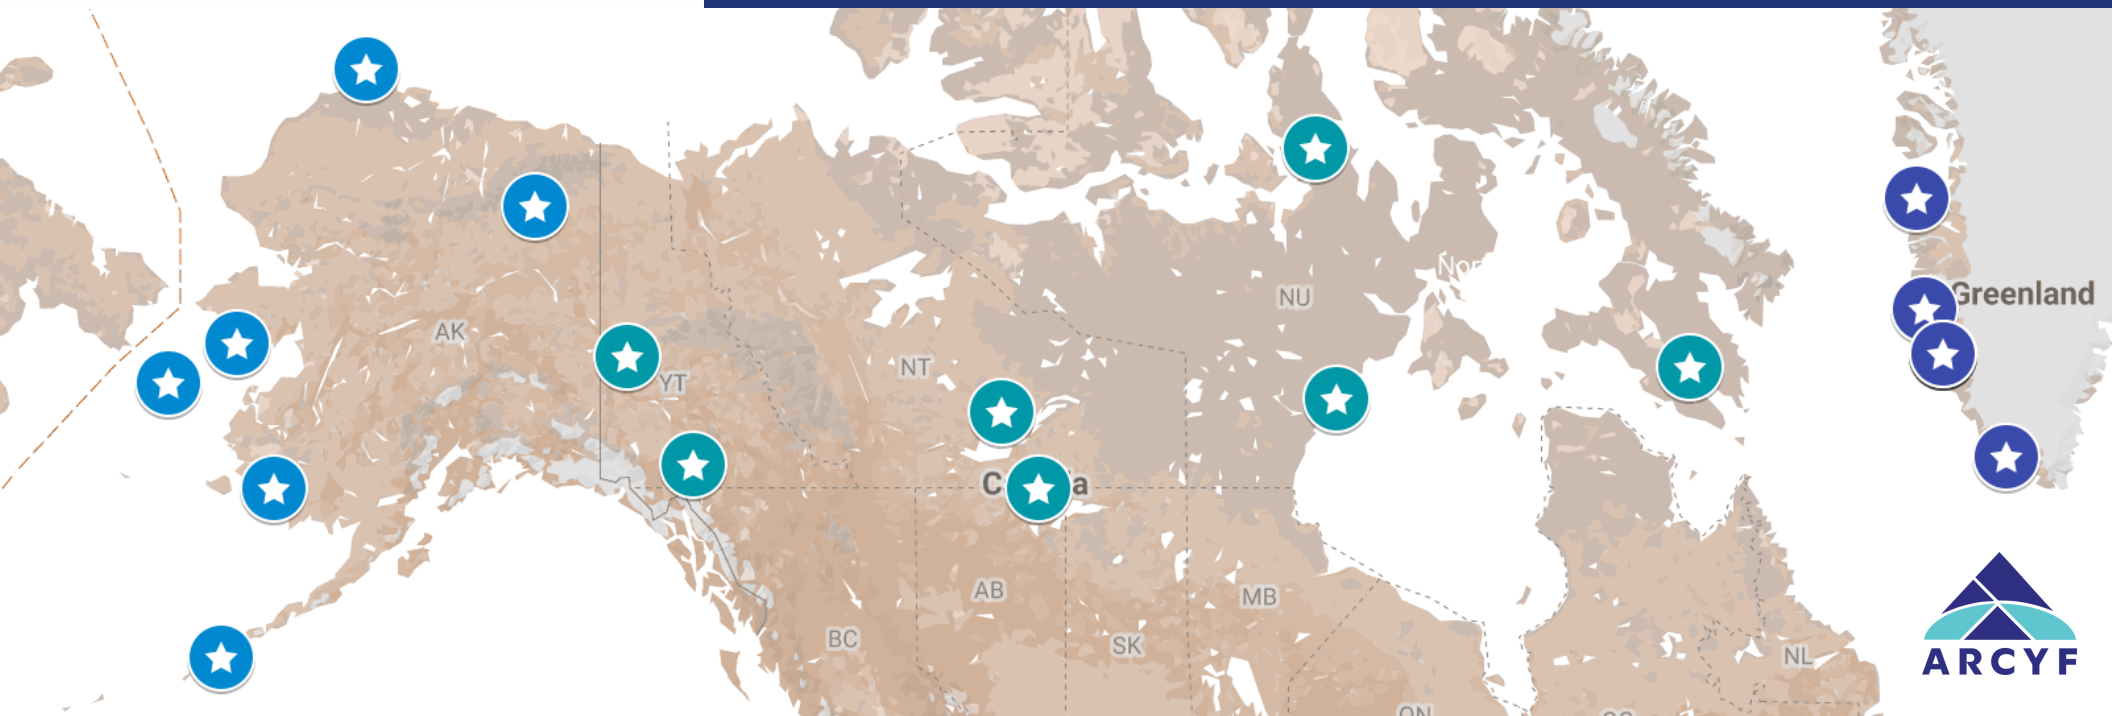 Greenland
NU
AK
NT
YT
AB
MB
BC
SK
NL
ARCYF